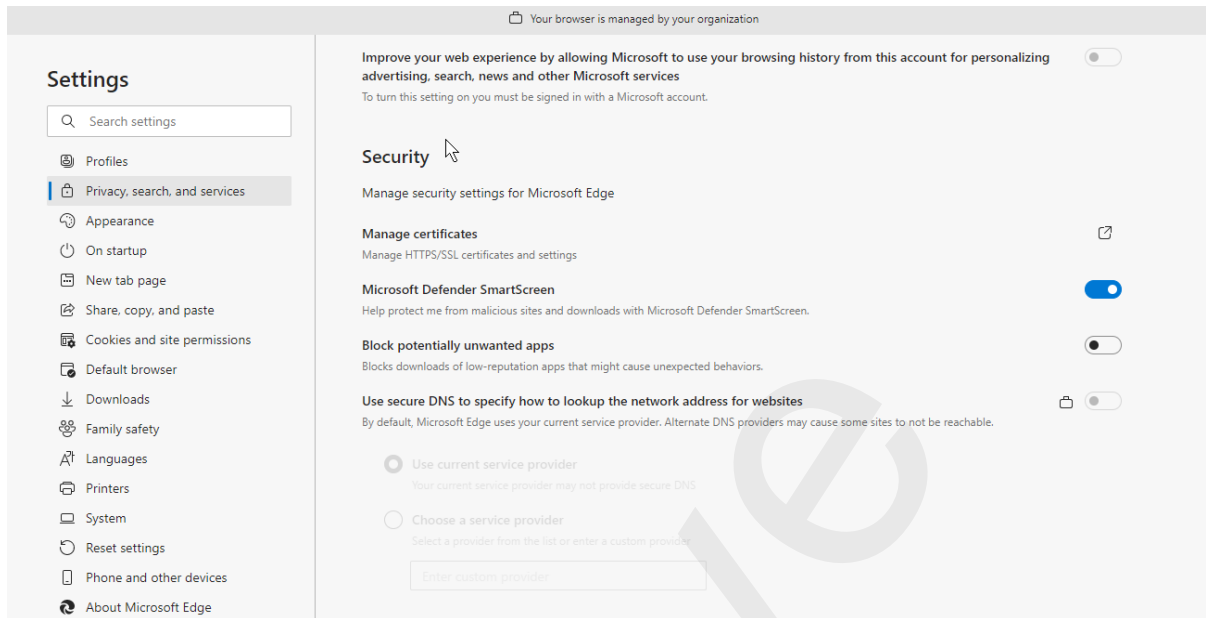 Your browser is managed by your organization
Settings
Search settings
Profiles
Privacy, search, and services
Appearance
On startup
New tab page
Share, copy, and paste
Cookies and site permissions
Default browser
Downloads
Family safety
Languages
Printers
System
Reset settings
Phone and other devices
About Microsoft Edge
Improve your web experience by allowing Microsoft to use your browsing history from this account for personalizing
advertising, search, news and other Microsoft services
To turn this setting on you must be signed in with a Microsoft account.
Security
Manage security settings for Microsoft Edge
Manage certificates
Manage HTTPS/SSL certificates and settings
Microsoft Defender SmartScreen
Help protect me from malicious sites and downloads with Microsoft Defender SmartScreen.
Block potentially unwanted apps
Blocks downloads of low-reputation apps that might cause unexpected behaviors.
Use secure DNS to specify how to lookup the network address for websites
By default, Microsoft Edge uses your current service provider. Alternate DNS providers may cause some sites to not be reachable.
Use current service provider
Your current service provider may not provide secure DNS
Choose a service provider
Select a provider from the list or enter a custom provider
Enter custom provider